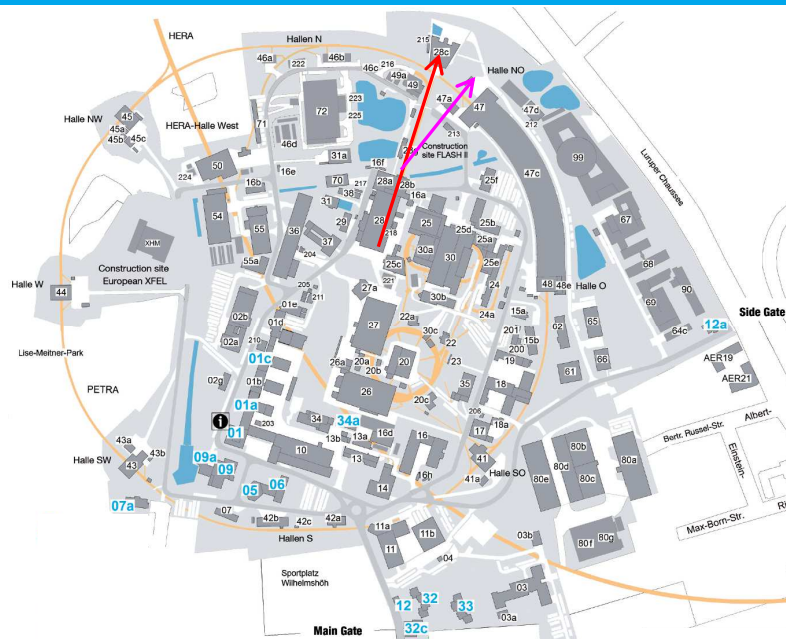 HERA
Hallen N
215
28c
46a
222
46b
46c
216
49a
49
Halle NO
47a
47
47d
212
223
225
72
Halle NW
45
45a
45b
45c
HERA-Halle West
71
46d
213
Construction
site FLASH II
99
Luruper Chaussee
224
50
16b
16e
31a
16f
70
217
38
28a
28b
16a
25f
47c
54
55
36
31
29
28
218
25
25b
25d
67
XHM
37
204
30a
30
25a
68
Construction site
European XFEL
55a
25c
221
25e
24
Halle W
44
205
211
27a
30b
48
48e
Halle O
69
90
02b
01e
01d
27
22a
24a
15a
Side Gate
02a
210
30c
22
201
62
65
64c
12a
Lise-Meitner-Park
01c
26a
20a
20b
20
23
200
15b
19
66
AER19
PETRA
02g
01b
26
35
18
61
AER21
01a
20c
206
Albert-
i
01
203
34
34a
16d
17
18a
Bertr. Russel-Str.
43a
13b
13a
16
80b
80a
Halle SW
43
43b
09a
09
10
13
41
Halle SO
80e
80d
80c
Einstein-
05
06
14
16h
41a
07a
07
42b
42c
42a
Max-Born-Str.
Hallen S
11a
11
11b
03b
80f
80g
04
Sportplatz
Wilhelmshöh
12
32
33
03
03a
Main Gate
32c